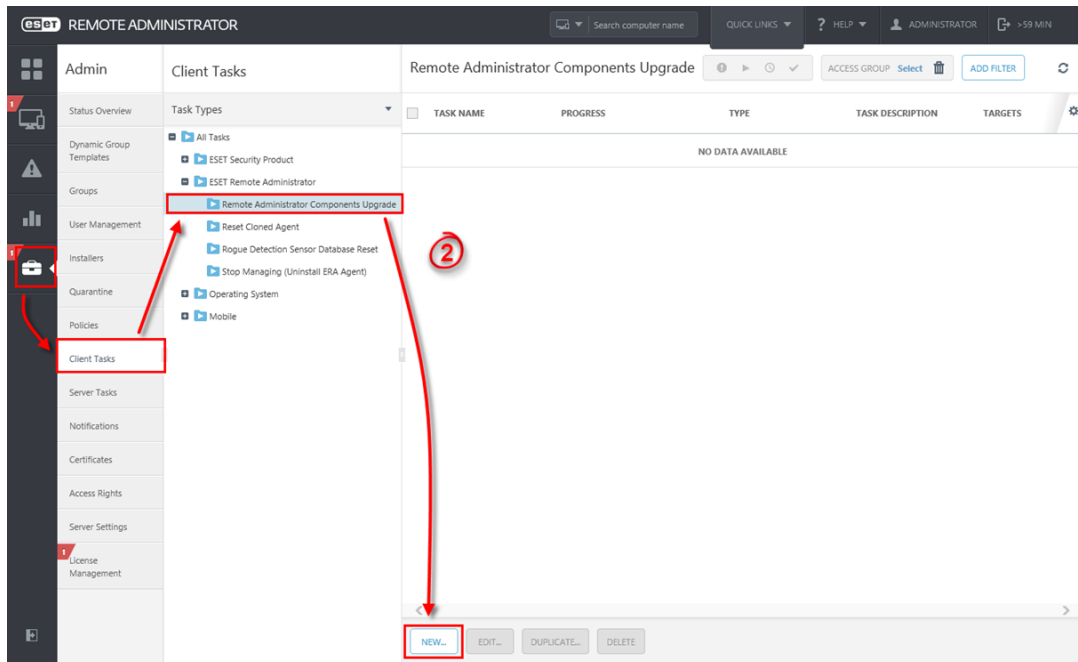 eseT REMOTE ADMINISTRATOR
Search computer name
QUICK LINKS
? HELP
ADMINISTRATOR
>59 MIN
Admin
Client Tasks
Remote Administrator Components Upgrade
ACCESS GROUP Select
ADD FILTER
1
1
Status Overview
Dynamic Group
Templates
Groups
User Management
Installers
Quarantine
Policies
Client Tasks
Server Tasks
Notifications
Certificates
Access Rights
Server Settings
1
License
Management
Task Types
All Tasks
ESET Security Product
ESET Remote Administrator
Remote Administrator Components Upgrade
Reset Cloned Agent
Rogue Detection Sensor Database Reset
Stop Managing (Uninstall ERA Agent)
Operating System
Mobile
TASK NAME PROGRESS TYPE TASK DESCRIPTION TARGETS
NO DATA AVAILABLE
2
NEW... EDIT... DUPLICATE... DELETE